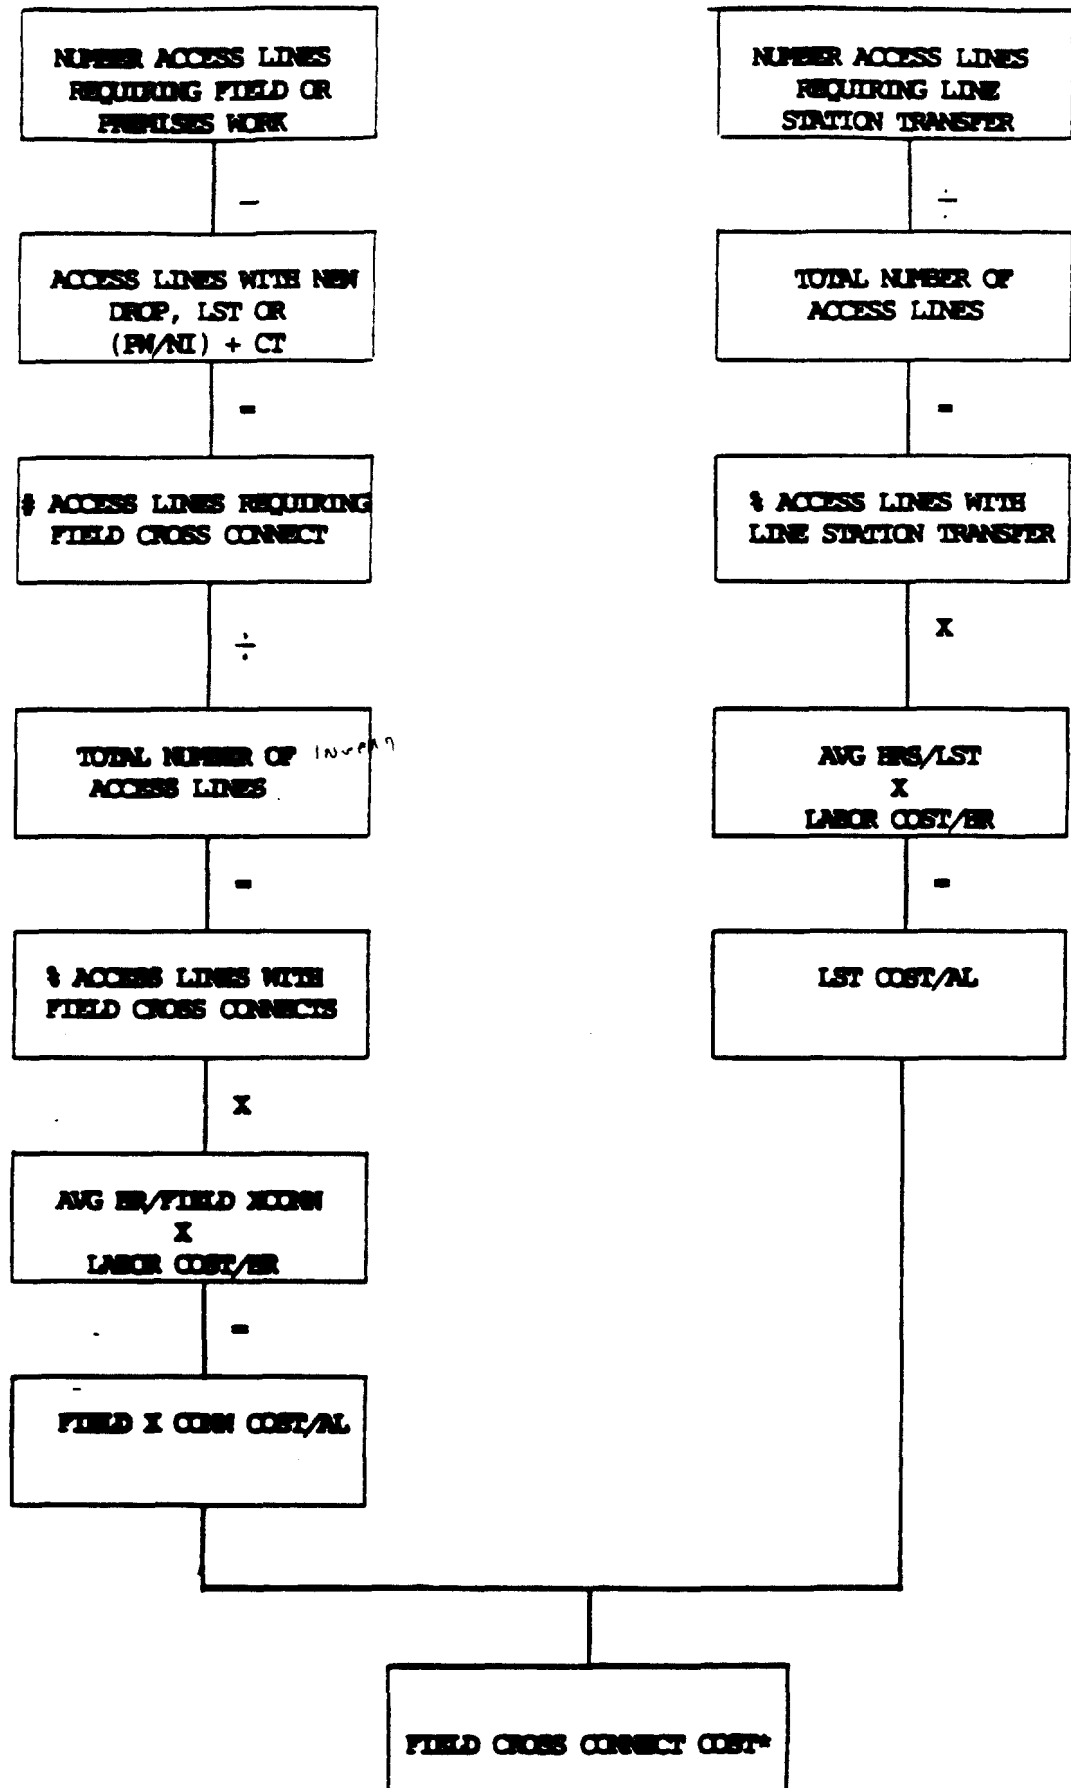 NUMBER ACCESS LINES
REQUIRING FIELD OR
PREMISES WORK
-
ACCESS LINES WITH NEW
DROP, LST OR
(PW/NI) + CT
=
# ACCESS LINES REQUIRING
FIELD CROSS CONNECT
÷
TOTAL NUMBER OF
ACCESS LINES
=
% ACCESS LINES WITH
FIELD CROSS CONNECTS
X
AVG HR/FIELD XCONN
X
LABOR COST/HR
=
FIELD X CONN COST/AL
NUMBER ACCESS LINES
REQUIRING LINE
STATION TRANSFER
÷
TOTAL NUMBER OF
ACCESS LINES
=
% ACCESS LINES WITH
LINE STATION TRANSFER
X
AVG HRS/LST
X
LABOR COST/HR
=
LST COST/AL
FIELD CROSS CONNECT COST*